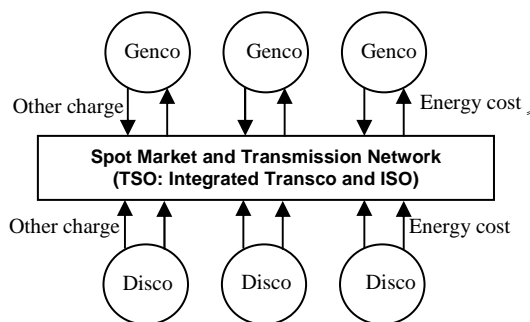 Genco Genco Genco
Other charge Energy cost
Spot Market and Transmission Network
(TSO: Integrated Transco and ISO)
Other charge Energy cost
Disco Disco Disco